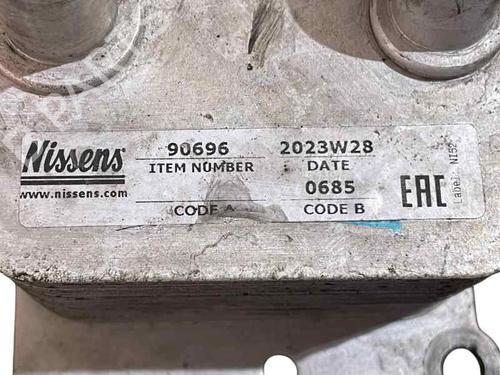 Nissens
www.nissens.com
90696 2023W28
ITEM NUMBER DATE
0685
CODE A CODE B
EAC
Label: NI52